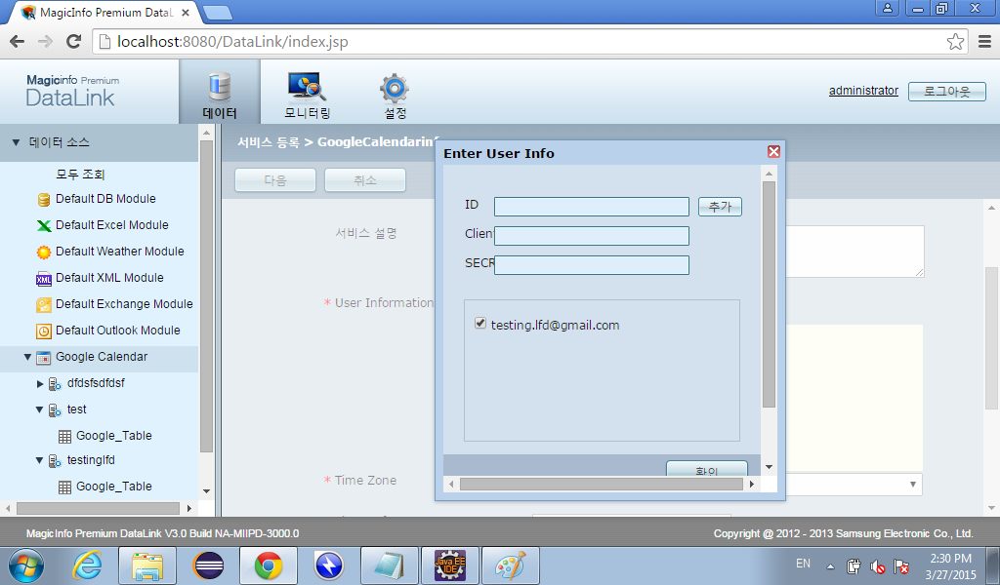 MagicInfo Premium DataL
localhost:8080/DataLink/index.jsp
MagicInfo Premium
DataLink
데이터
모니터링
설정
administrator
로그아웃
데이터 소스
모두 조회
Default DB Module
Default Excel Module
Default Weather Module
XML
Default XML Module
Default Exchange Module
Default Outlook Module
Google Calendar
dfdsfsdfdsf
test
Google_Table
testinglfd
Google_Table
서비스 등록 > GoogleCalendarinf
다음
취소
서비스 설명
* User Information
* Time Zone
Enter User Info
ID
추가
Clien
SECR
testing.lfd@gmail.com
확인
MagicInfo Premium DataLink V3.0 Build NA-MIIPD-3000.0
Copyright @ 2012 - 2013 Samsung Electronic Co., Ltd.
Java EE
IDE
EN
2:30 PM
3/27/2015